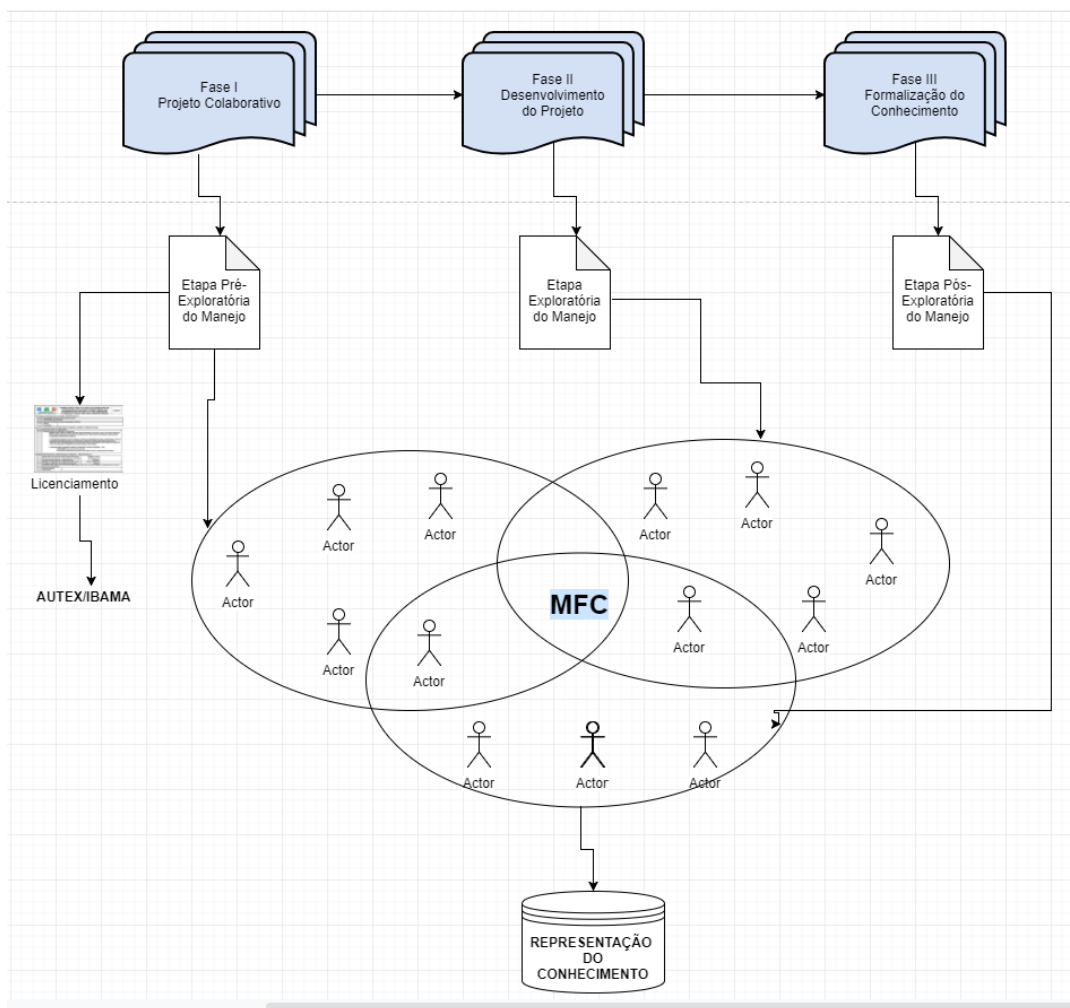 Fase I
Projeto Colaborativo
Fase II
Desenvolvimento
do Projeto
Fase III
Formalização do
Conhecimento
Etapa Pré-
Exploratória
do Manejo
Etapa
Exploratória
do Manejo
Etapa Pós-
Exploratória
do Manejo
Licenciamento
AUTEX/IBAMA
Actor
Actor
Actor
Actor
Actor
Actor
Actor
Actor
Actor
Actor
MFC
Actor
Actor
Actor
REPRESENTAÇÃO
DO
CONHECIMENTO